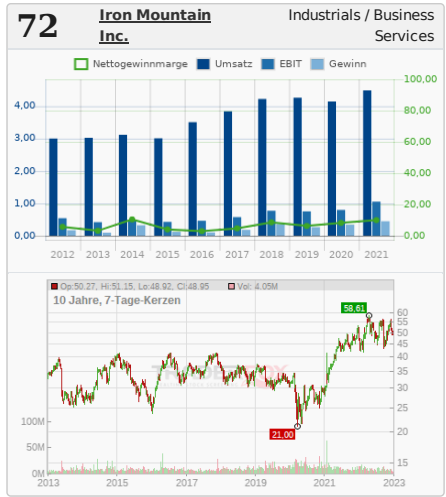 72
Iron Mountain Inc.
Industrials / Business Services
Nettogewinnmarge Umsatz EBIT Gewinn
100,00
4,00 80,00
3,00 60,00
2,00 40,00
1,00 20,00
0,00 0,00
2012 2013 2014 2015 2016 2017 2018 2019 2020 2021
Op:50.27, Hi:51.15, Lo:48.92, Cl:48.95 Vol: 4.05M
10 Jahre, 7-Tage-Kerzen
58.61
60
55
50
45
40
35
30
25
100M
21.00
20
50M
15
0M
2013 2015 2017 2019 2021 2023